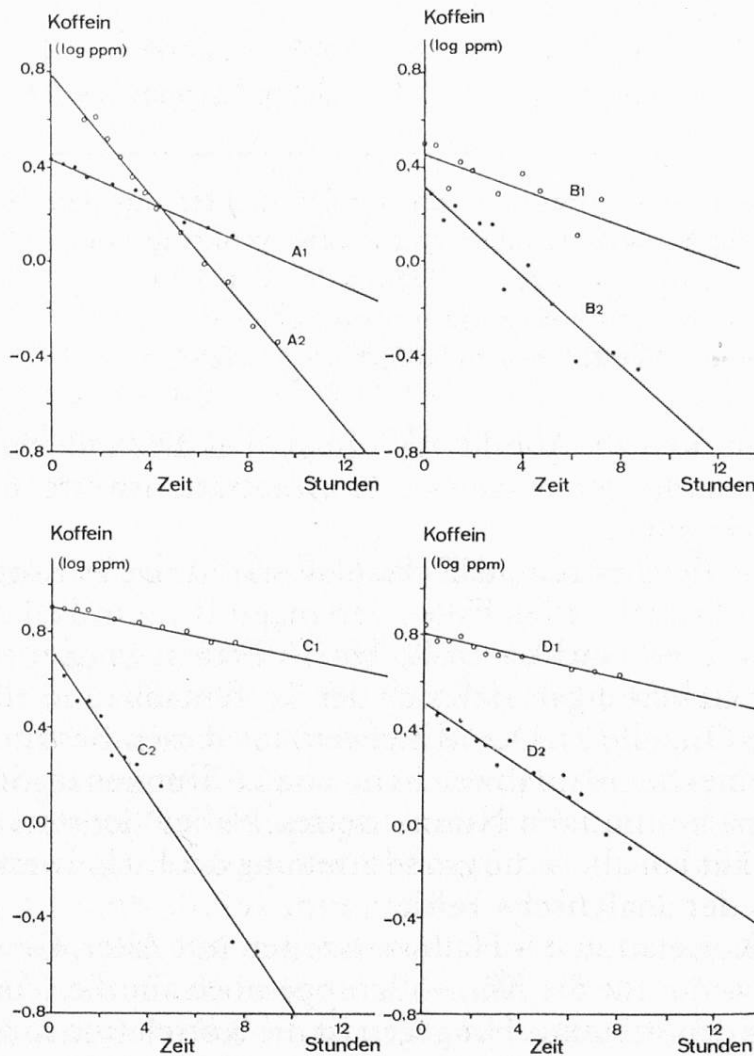 Koffein
(log ppm)
0,8
0,4
0.0
−0,4
−0.8
0
4
8
12
Zeit
Stunden
A1
A2
Koffein
(log ppm)
0,8
0,4
0.0
−0,4
−0.8
0
4
8
12
Zeit
Stunden
B1
B2
Koffein
(log ppm)
0,8
0,4
0.0
−0,4
−0.8
0
4
8
12
Zeit
Stunden
C1
C2
Koffein
(log ppm)
0,8
0,4
0.0
−0,4
−0.8
0
4
8
12
Zeit
Stunden
D1
D2